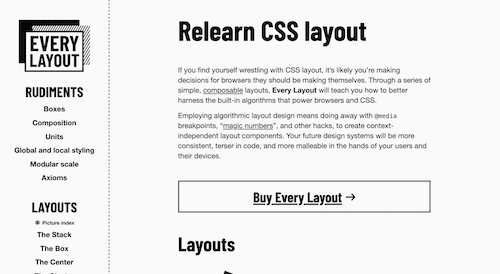 EVERY
LAYOUT
RUDIMENTS
Boxes
Composition
Units
Global and local styling
Modular scale
Axioms
LAYOUTS
Picture index
The Stack
The Box
The Center
Relearn CSS layout
If you find yourself wrestling with CSS layout, it's likely you're making
decisions for browsers they should be making themselves. Through a series of
simple, composable layouts, Every Layout will teach you how to better
harness the built-in algorithms that power browsers and CSS.
Employing algorithmic layout design means doing away with @media
breakpoints, “magic numbers”, and other hacks, to create context-
independent layout components. Your future design systems will be more
consistent, terser in code, and more malleable in the hands of your users and
their devices.
Buy Every Layout →
Layouts